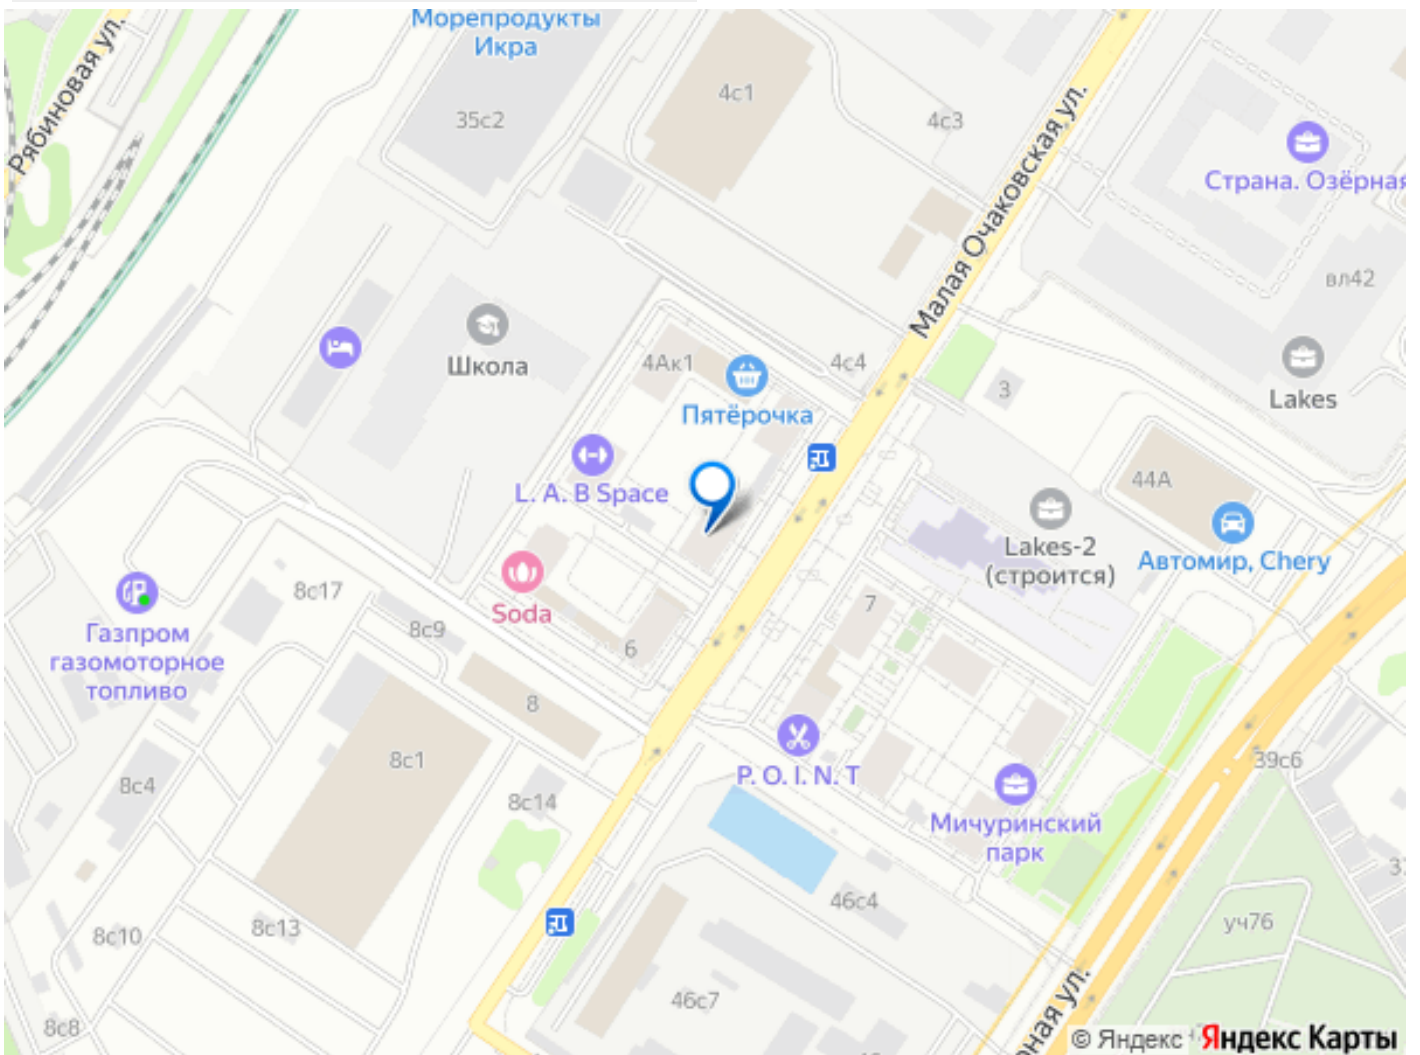 Морепродукты
Икра
Рябиновая ул.
35с2
4с1
4с3
Малая Очаковская ул.
Страна. Озёрная
вл42
Школа
4Ак1
4с4
Пятёрочка
3
Lakes
L. A. B Space
44А
Lakes-2
(строится)
Автомир, Chery
Soda
8с17
Газпром
газомоторное
топливо
8с9
6
7
8
8с1
8с4
8с14
P. O. I. N. T
39с6
Мичуринский
парк
46с4
8с10
8с13
уч76
46с7
8с8
ная ул.
© Яндекс
Яндекс Карты